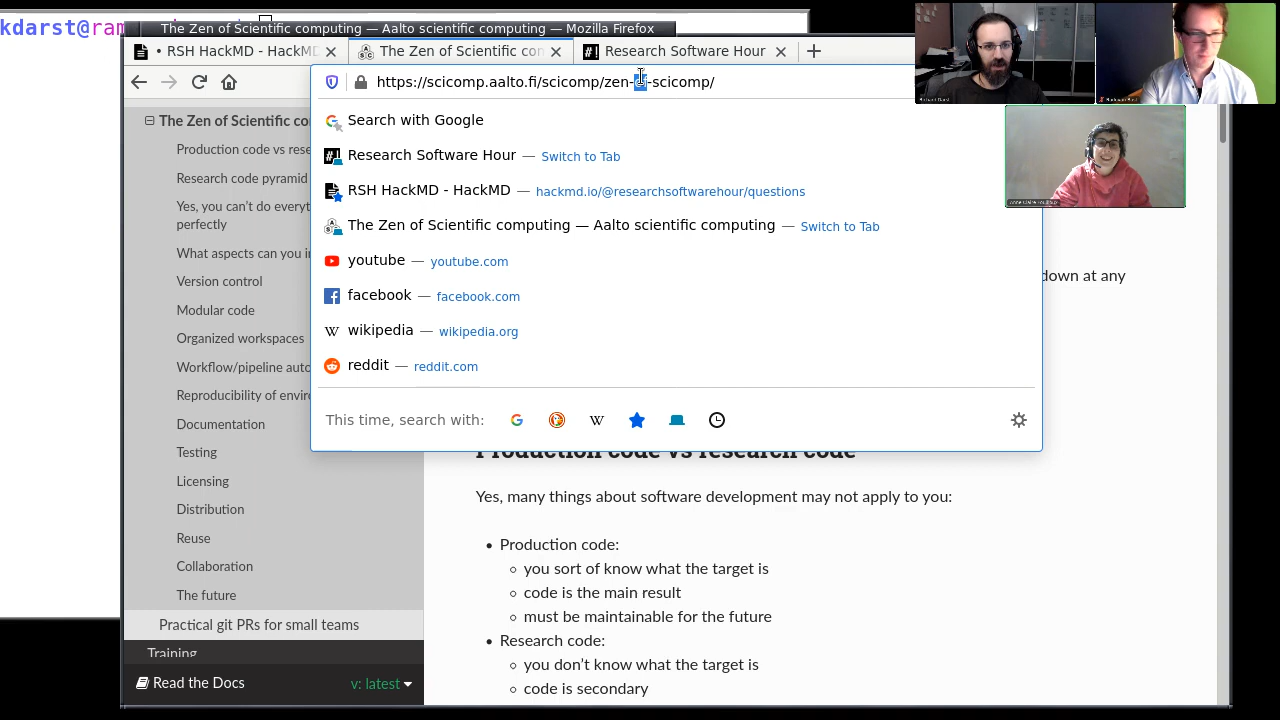 kdarst@ram
The Zen of Scientific computing — Aalto scientific computing — Mozilla Firefox
• RSH HackMD - HackMD
The Zen of Scientific con
Research Software Hour
https://scicomp.aalto.fi/scicomp/zen-of-scicomp/
Search with Google
Research Software Hour — Switch to Tab
RSH HackMD - HackMD — hackmd.io/@researchsoftwarehour/questions
The Zen of Scientific computing — Aalto scientific computing — Switch to Tab
youtube — youtube.com
facebook — facebook.com
wikipedia — wikipedia.org
reddit — reddit.com
This time, search with:
The Zen of Scientific co
Production code vs rese
Research code pyramid
Yes, you can't do everyt
perfectly
What aspects can you i
Version control
Modular code
Organized workspaces
Workflow/pipeline auto
Reproducibility of enviro
Documentation
Testing
Licensing
Distribution
Reuse
Collaboration
The future
Practical git PRs for small teams
Training
Read the Docs
v: latest
down at any
Production code vs research code
Yes, many things about software development may not apply to you:
• Production code:
◦ you sort of know what the target is
◦ code is the main result
◦ must be maintainable for the future
• Research code:
◦ you don't know what the target is
◦ code is secondary
Richard Darst